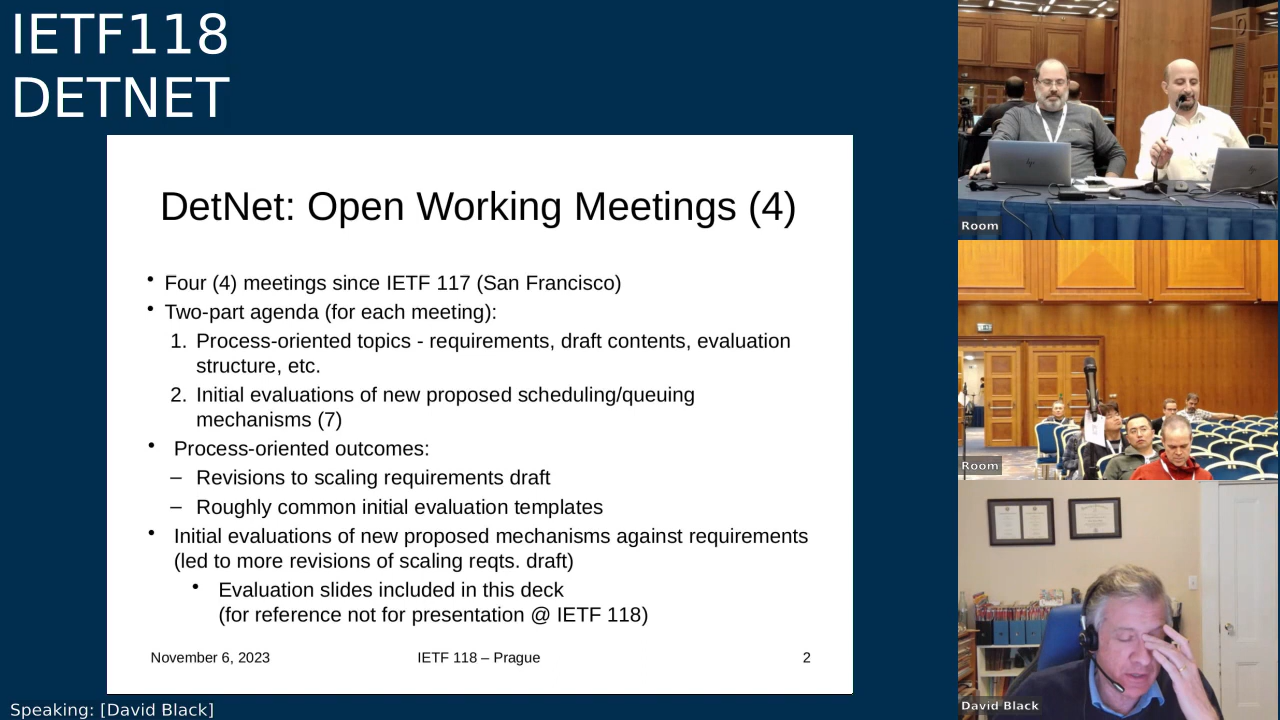 IETF118
DETNET
DetNet: Open Working Meetings (4)
• Four (4) meetings since IETF 117 (San Francisco)
• Two-part agenda (for each meeting):
1. Process-oriented topics - requirements, draft contents, evaluation
structure, etc.
2. Initial evaluations of new proposed scheduling/queuing
mechanisms (7)
• Process-oriented outcomes:
– Revisions to scaling requirements draft
– Roughly common initial evaluation templates
• Initial evaluations of new proposed mechanisms against requirements
(led to more revisions of scaling reqts. draft)
• Evaluation slides included in this deck
(for reference not for presentation @ IETF 118)
November 6, 2023
IETF 118 – Prague
2
Speaking: [David Black]
Room
Room
David Black